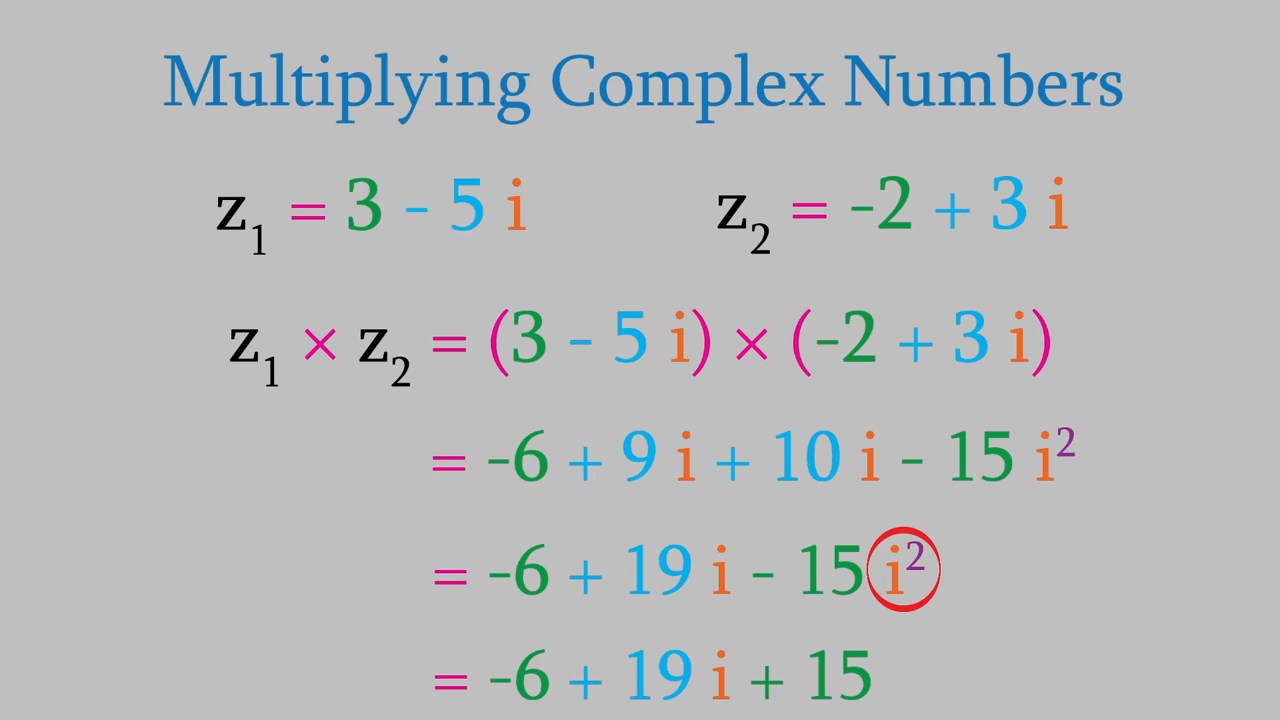 Multiplying Complex Numbers
z₁ = 3 - 5 i z₂ = -2 + 3 i
z₁ × z₂ = (3 - 5 i) × (-2 + 3 i)
= -6 + 9 i + 10 i - 15 i²
= -6 + 19 i - 15 i²
= -6 + 19 i + 15